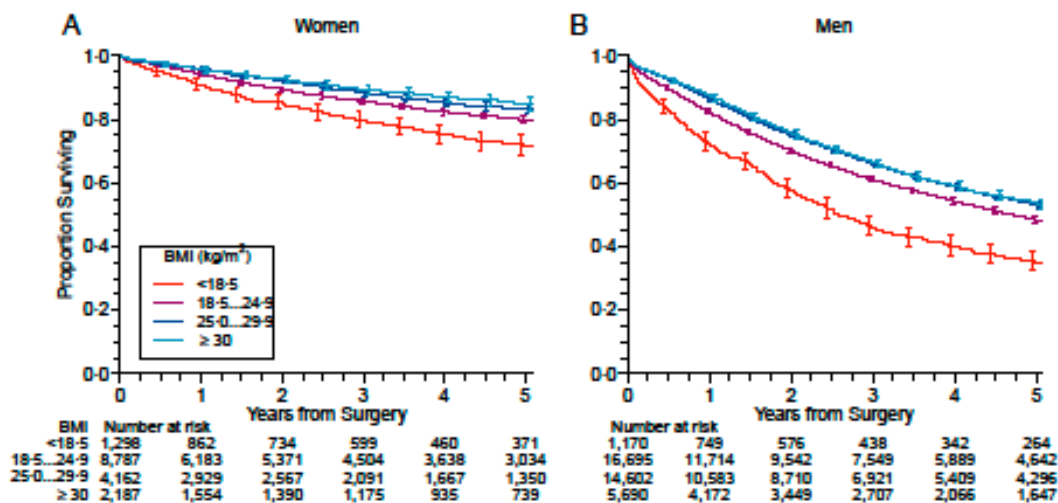 A Women
B Men
Proportion Surviving
1·0
0·8
0·6
0·4
0·2
0·0
BMI (kg/m²)
<18·5
18·5...24·9
25·0...29·9
≥ 30
0 1 2 3 4 5
Years from Surgery
1·0
0·8
0·6
0·4
0·2
0·0
0 1 2 3 4 5
Years from Surgery
BMI Number at risk
<18·5 1,298 862 734 599 460 371
18·5...24·9 8,787 6,183 5,371 4,504 3,638 3,034
25·0...29·9 4,162 2,929 2,567 2,091 1,667 1,350
≥ 30 2,187 1,554 1,390 1,175 935 739
Number at risk
1,170 749 576 438 342 264
16,695 11,714 9,542 7,549 5,889 4,642
14,602 10,583 8,710 6,921 5,409 4,296
5,690 4,172 3,449 2,707 2,066